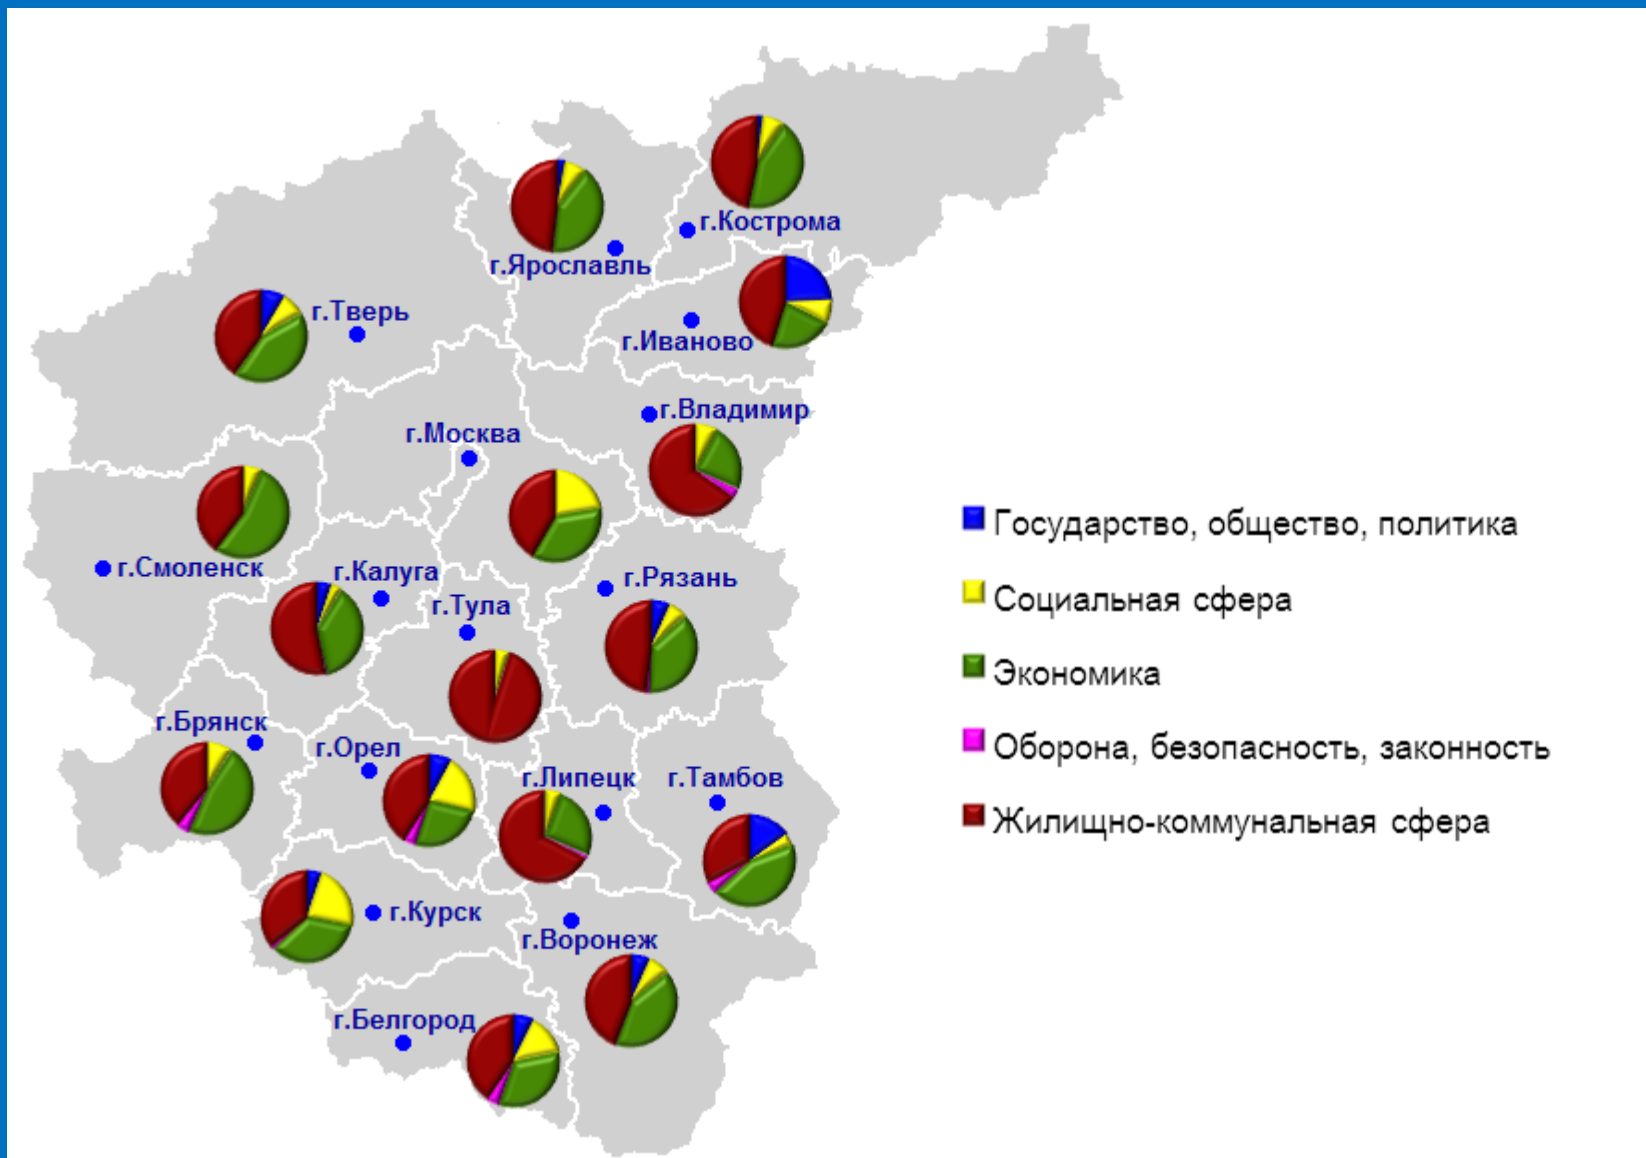 г.Кострома
г.Ярославль
г.Тверь
г.Иваново
г.Владимир
г.Москва
г.Смоленск
г.Калуга
г.Рязань
г.Тула
г.Брянск
г.Орел
г.Липецк
г.Тамбов
г.Курск
г.Воронеж
г.Белгород
Государство, общество, политика
Социальная сфера
Экономика
Оборона, безопасность, законность
Жилищно-коммунальная сфера